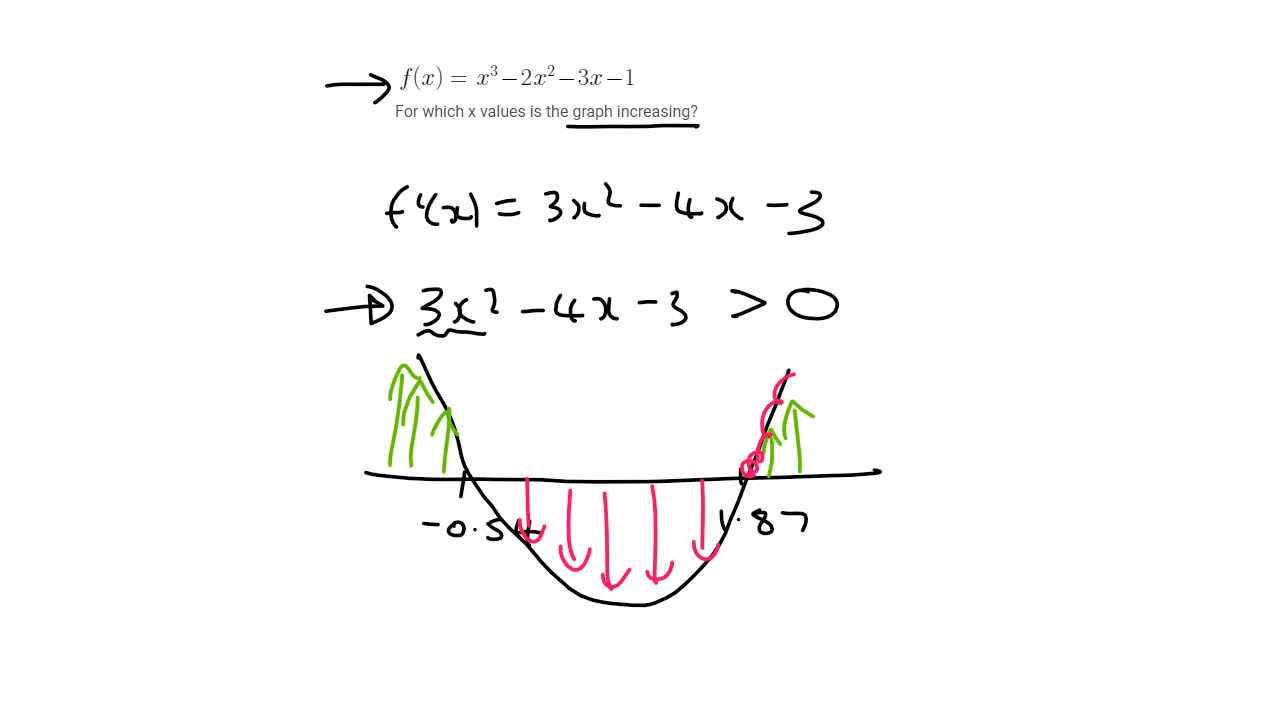 f(x) = x³−2x²−3x−1
For which x values is the graph increasing?
f'(x) = 3x² − 4x − 3
3x² − 4x − 3 > 0
−0.54 1.87